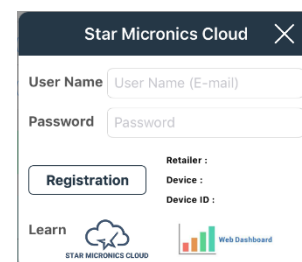 Star Micronics Cloud
User Name User Name (E-mail)
Password Password
Registration
Retailer :
Device :
Device ID :
Learn
STAR MICRONICS CLOUD
Web Dashboard